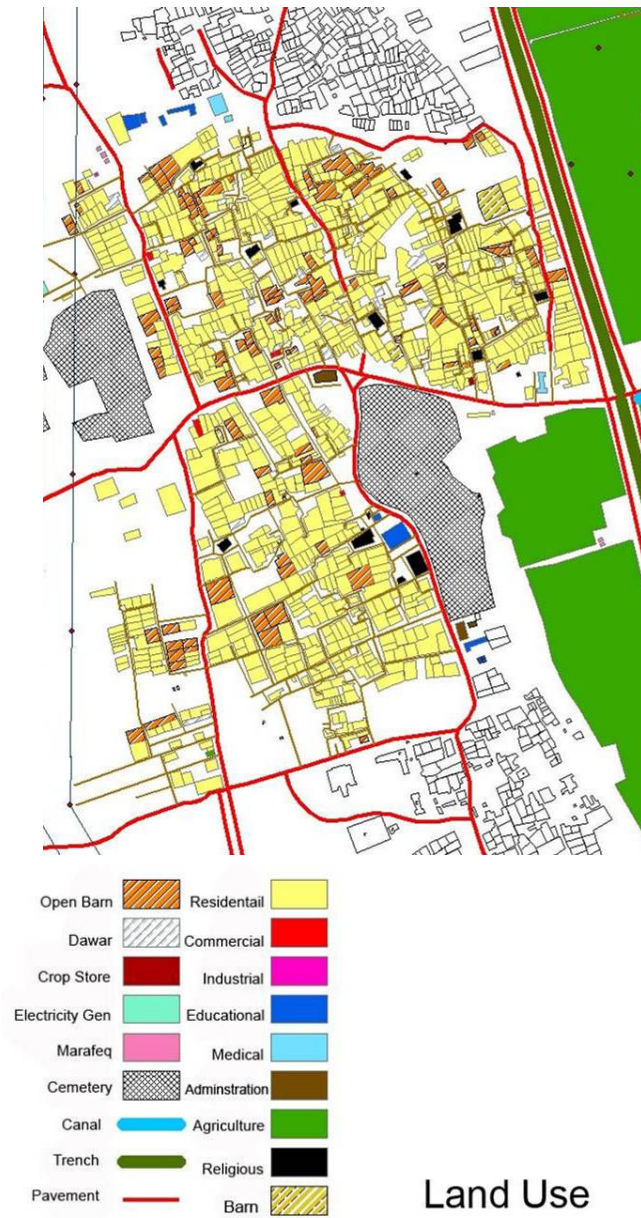 Open Barn Residentail
Dawar Commercial
Crop Store Industrial
Electricity Gen Educational
Marafeq Medical
Cemetery Adminstration
Canal Agriculture
Trench Religious
Pavement Barn
Land Use